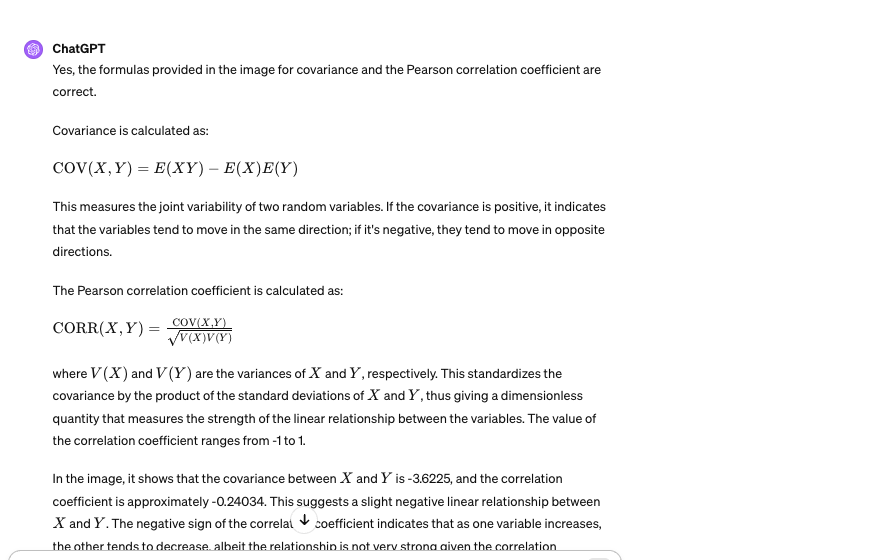 ChatGPT
Yes, the formulas provided in the image for covariance and the Pearson correlation coefficient are
correct.
Covariance is calculated as:
COV(X, Y) = E(XY) − E(X)E(Y)
This measures the joint variability of two random variables. If the covariance is positive, it indicates
that the variables tend to move in the same direction; if it's negative, they tend to move in opposite
directions.
The Pearson correlation coefficient is calculated as:
CORR(X, Y) = COV(X,Y) / √V(X)V(Y)
where V(X) and V(Y) are the variances of X and Y, respectively. This standardizes the
covariance by the product of the standard deviations of X and Y, thus giving a dimensionless
quantity that measures the strength of the linear relationship between the variables. The value of
the correlation coefficient ranges from -1 to 1.
In the image, it shows that the covariance between X and Y is -3.6225, and the correlation
coefficient is approximately -0.24034. This suggests a slight negative linear relationship between
X and Y. The negative sign of the correlat coefficient indicates that as one variable increases,
the other tends to decrease, albeit the relationship is not very strong given the correlation